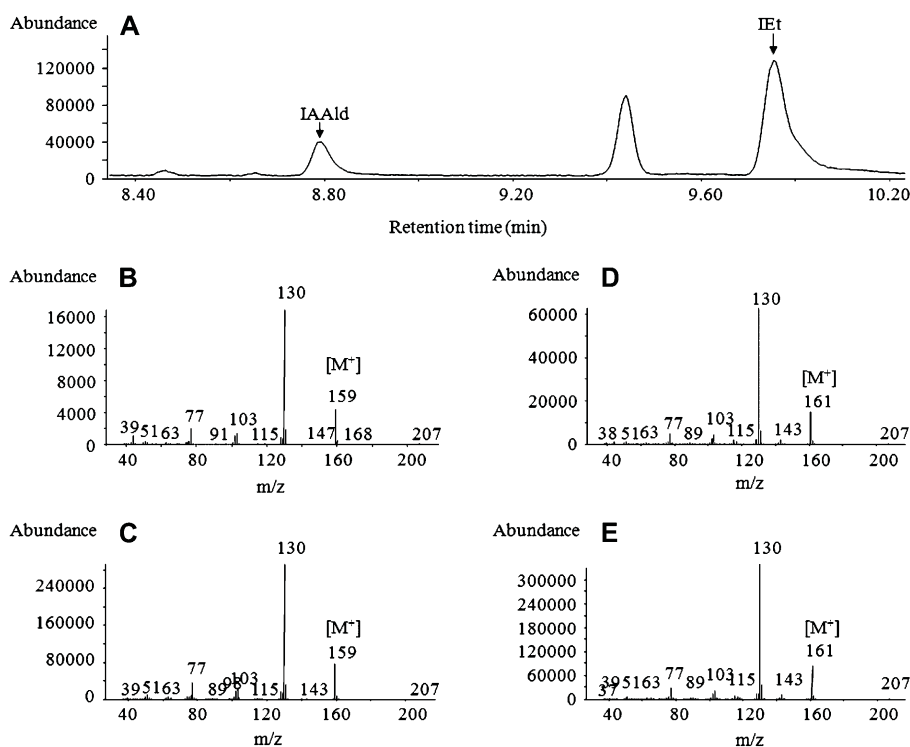 Abundance
A
IEt
IAAld
120000
80000
40000
0
8.40 8.80 9.20 9.60 10.20
Retention time (min)
Abundance
B
130
16000
12000
8000
4000
0
[M+]
159
39 51 63 77 91 103 115 147 168 207
40 80 120 160 200
m/z
Abundance
D
130
60000
40000
20000
0
[M+]
161
38 51 63 77 89 103 115 143 207
40 80 120 160 200
m/z
Abundance
C
130
240000
160000
80000
0
[M+]
159
39 51 63 77 89 103 115 143 207
40 80 120 160 200
m/z
Abundance
E
130
300000
240000
180000
120000
60000
0
[M+]
161
37 39 51 63 77 89 103 115 143 207
40 80 120 160 200
m/z